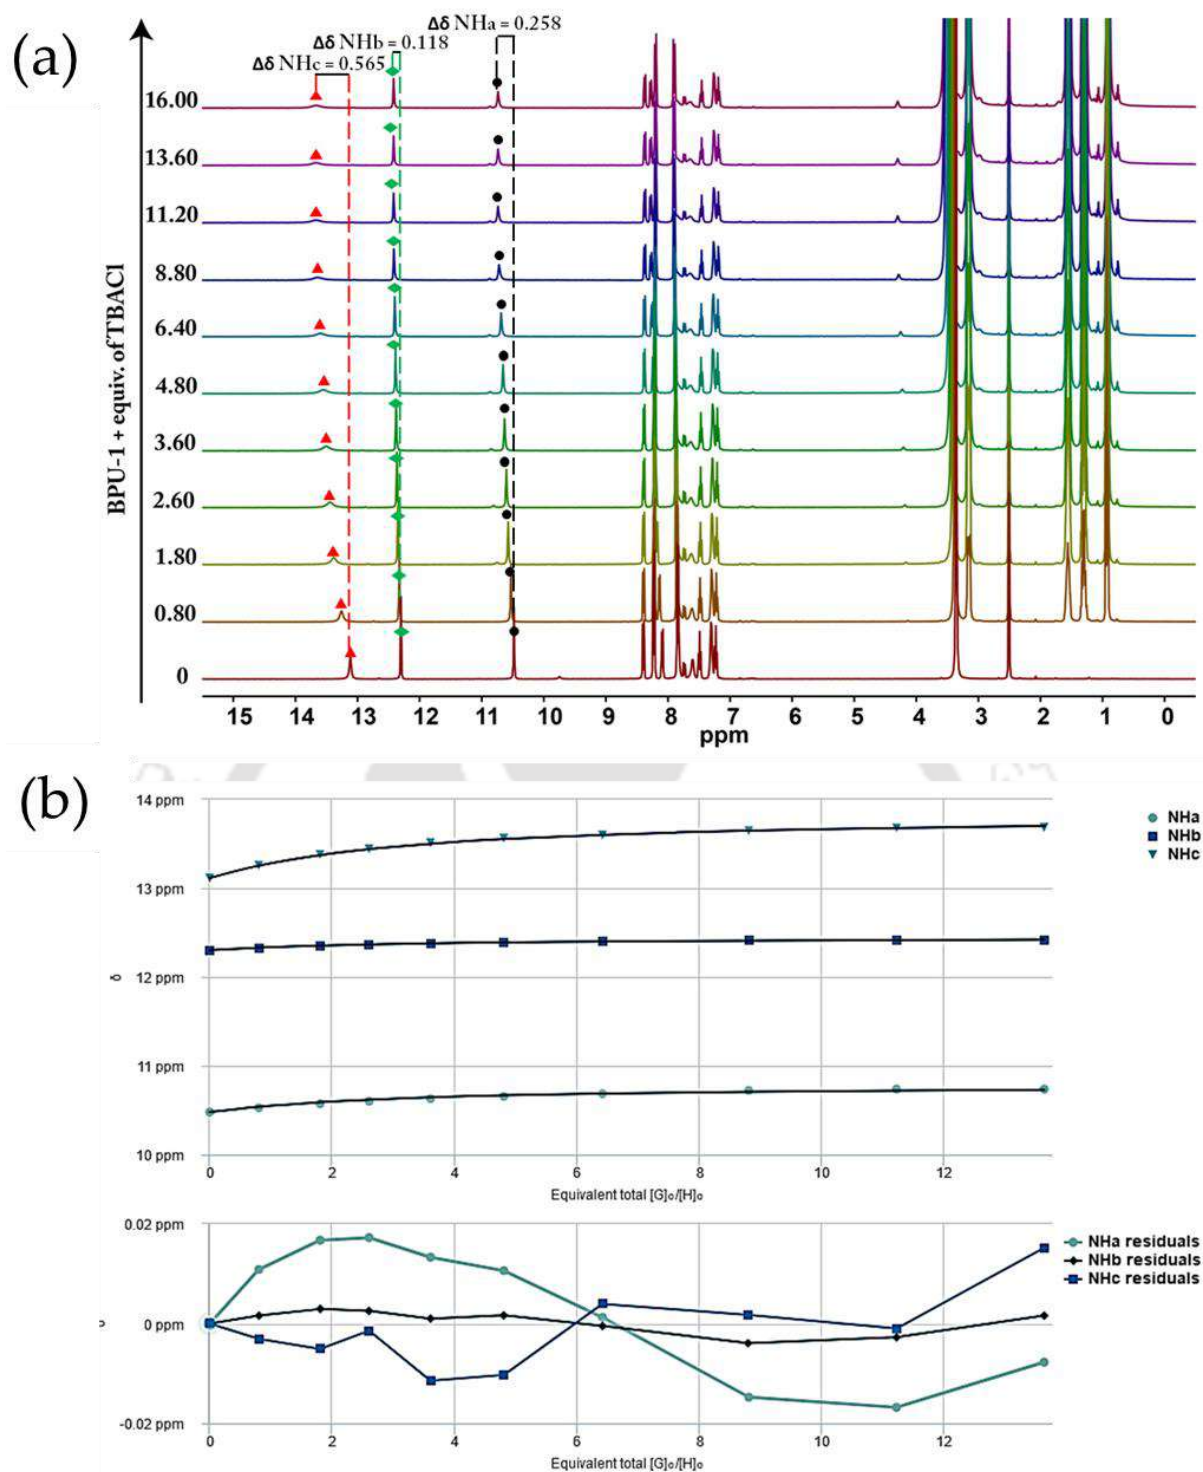 (a)
Δδ NHa = 0.258
Δδ NHb = 0.118
Δδ NHc = 0.565
BPU-1 + equiv. of TBACl
16.00
13.60
11.20
8.80
6.40
4.80
3.60
2.60
1.80
0.80
0
15 14 13 12 11 10 9 8 7 6 5 4 3 2 1 0
ppm
(b)
14 ppm
13 ppm
12 ppm
11 ppm
10 ppm
δ
NHa
NHb
NHc
0 2 4 6 8 10 12
Equivalent total [G]₀/[H]₀
0.02 ppm
0 ppm
-0.02 ppm
NHa residuals
NHb residuals
NHc residuals
0 2 4 6 8 10 12
Equivalent total [G]₀/[H]₀